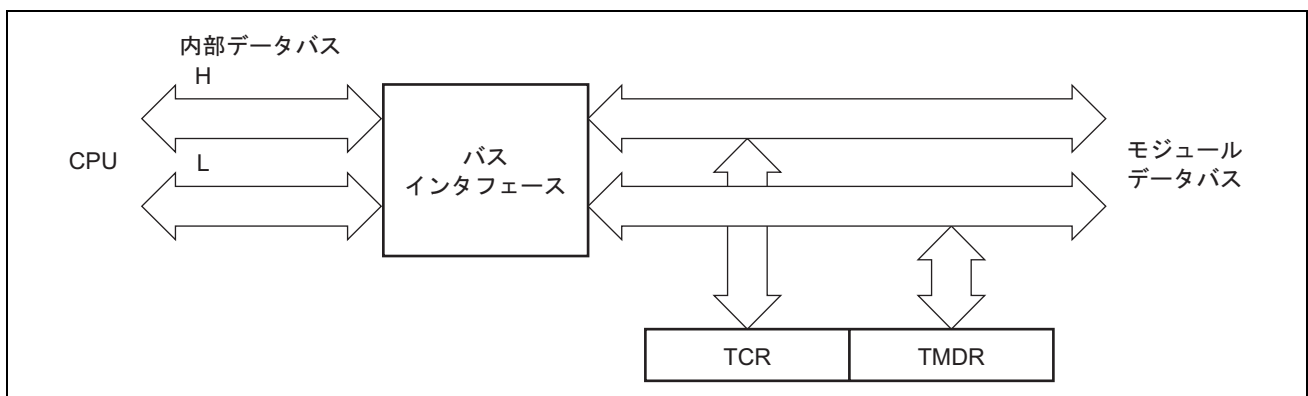 内部データバス
H
CPU
L
バス
インタフェース
モジュール
データバス
TCR
TMDR